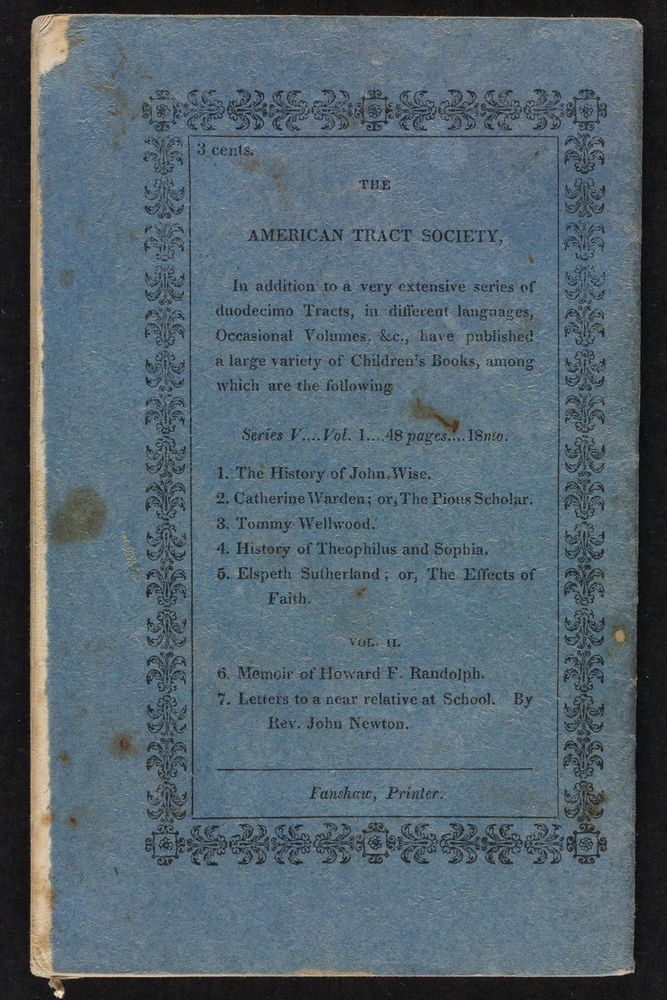 3 cents.
THE
AMERICAN TRACT SOCIETY,
In addition to a very extensive series of
duodecimo Tracts, in different languages,
Occasional Volumes, &c., have published
a large variety of Children's Books, among
which are the following
Series V....Vol. 1....48 pages....18mo.
1. The History of John Wise.
2. Catherine Warden; or, The Pious Scholar.
3. Tommy Wellwood.
4. History of Theophilus and Sophia.
5. Elspeth Sutherland; or, The Effects of
Faith.
VOL. II.
6. Memoir of Howard F. Randolph.
7. Letters to a near relative at School. By
Rev. John Newton.
Fanshaw, Printer.